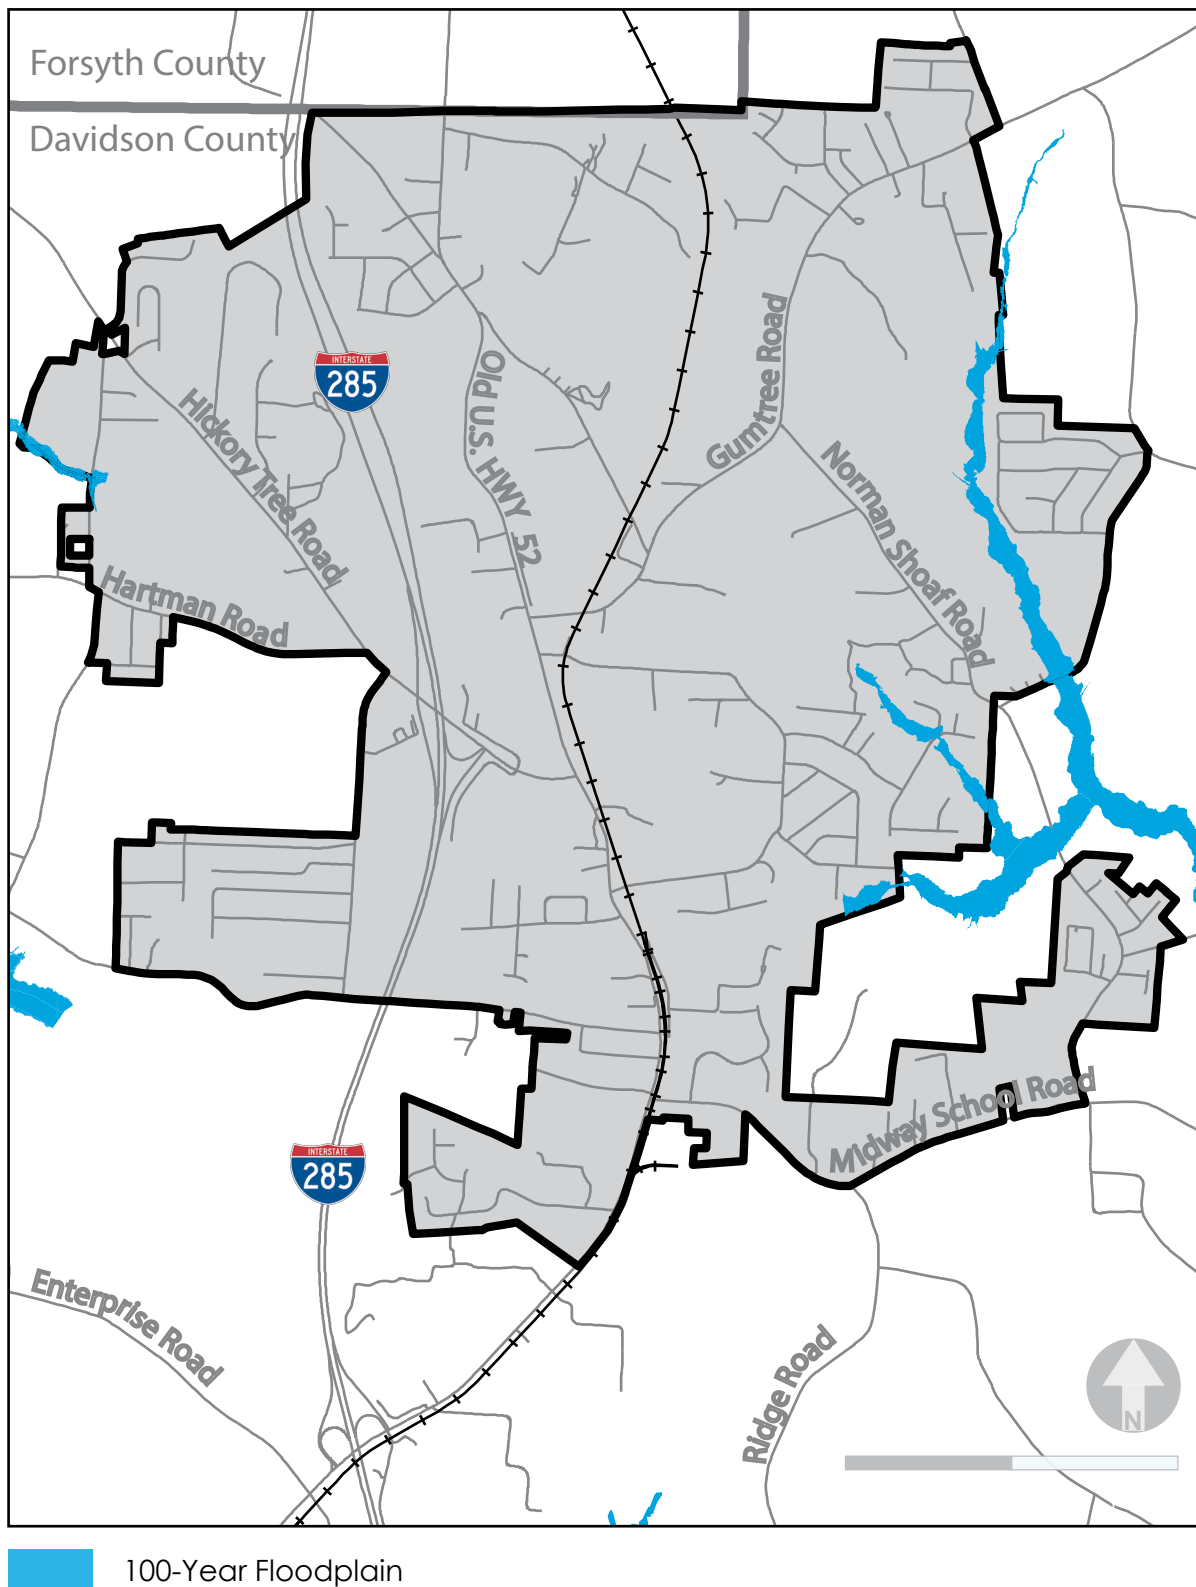 Forsyth County
Davidson County
INTERSTATE
285
Old U.S. HWY 52
Gumtree Road
Hickory Tree Road
Norman Shoaf Road
Hartman Road
Midway School Road
INTERSTATE
285
Enterprise Road
Ridge Road
N
100-Year Floodplain